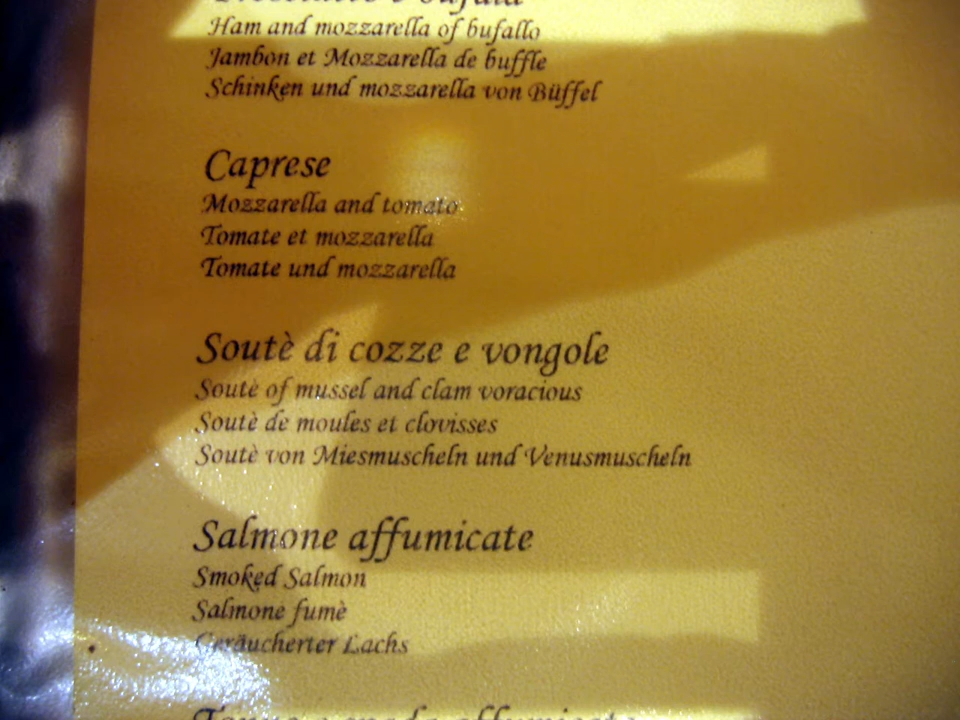 Ham and mozzarella of bufallo
Jambon et Mozzarella de buffle
Schinken und mozzarella von Büffel
Caprese
Mozzarella and tomato
Tomate et mozzarella
Tomate und mozzarella
Soutè di cozze e vongole
Soutè of mussel and clam voracious
Soutè de moules et clovisses
Soutè von Miesmuscheln und Venusmuscheln
Salmone affumicate
Smoked Salmon
Salmone fumè
Geräucherter Lachs